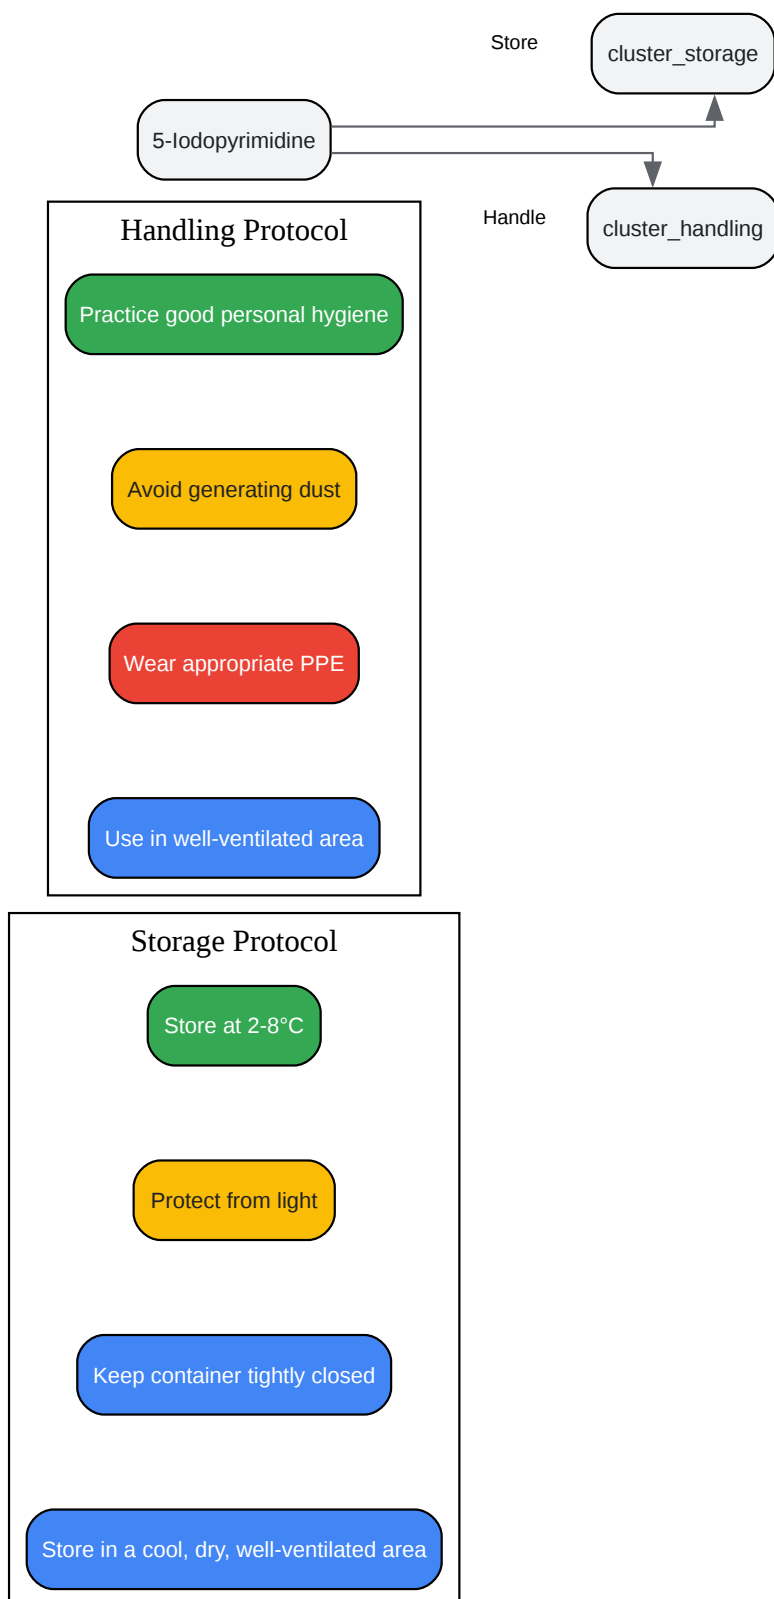 Store
cluster_storage
5-Iodopyrimidine
Handle
cluster_handling
Handling Protocol
Practice good personal hygiene
Avoid generating dust
Wear appropriate PPE
Use in well-ventilated area
Storage Protocol
Store at 2-8°C
Protect from light
Keep container tightly closed
Store in a cool, dry, well-ventilated area